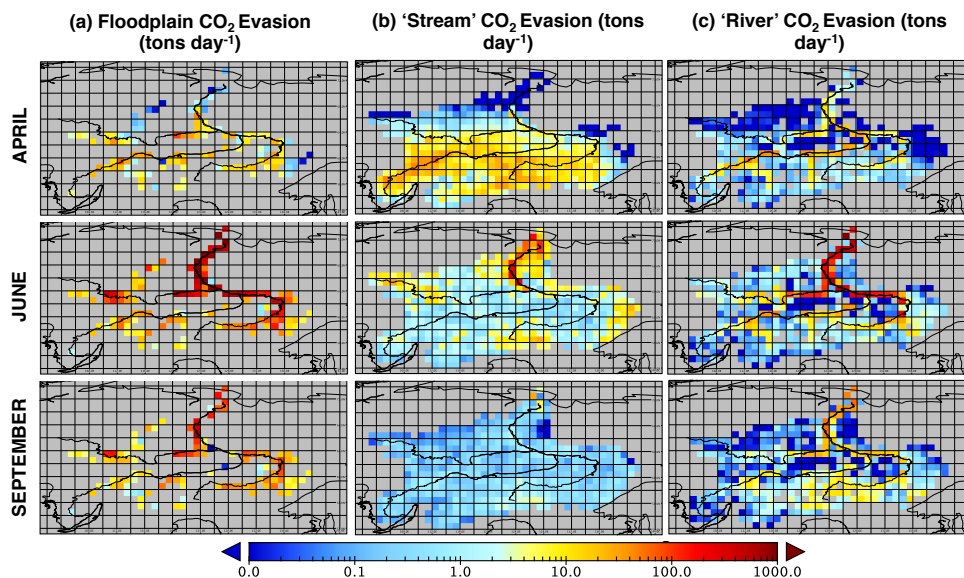 (a) Floodplain CO2 Evasion
(tons day-1)
(b) ‘Stream’ CO2 Evasion (tons
day-1)
(c) ‘River’ CO2 Evasion (tons
day-1)
APRIL
JUNE
SEPTEMBER
0.0 0.1 1.0 10.0 100.0 1000.0